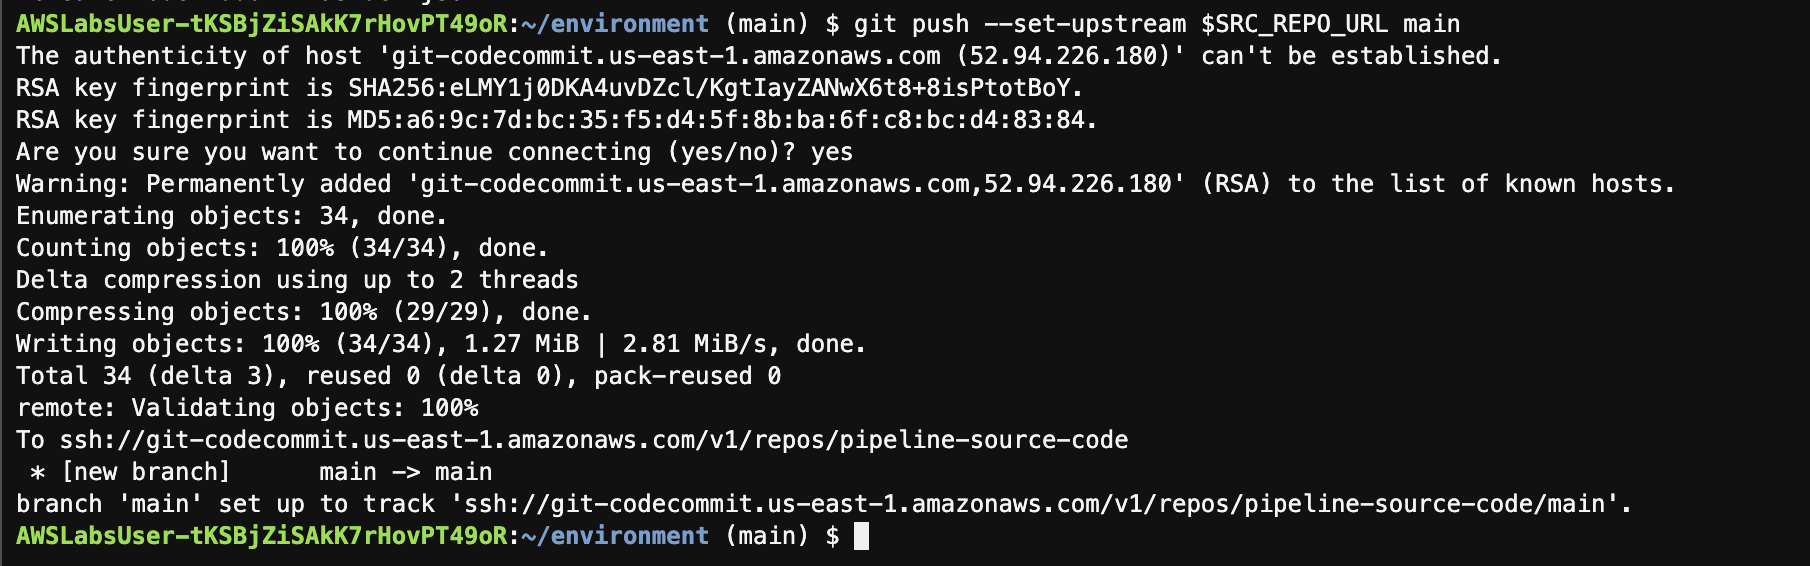 AWSLabsUser-tKSBjZiSAkK7rHovPT49oR:~/environment (main) $ git push --set-upstream $SRC_REPO_URL main
The authenticity of host 'git-codecommit.us-east-1.amazonaws.com (52.94.226.180)' can't be established.
RSA key fingerprint is SHA256:eLMY1j0DKA4uvDZcl/KgtIayZANwX6t8+8isPtotBoY.
RSA key fingerprint is MD5:a6:9c:7d:bc:35:f5:d4:5f:8b:ba:6f:c8:bc:d4:83:84.
Are you sure you want to continue connecting (yes/no)? yes
Warning: Permanently added 'git-codecommit.us-east-1.amazonaws.com,52.94.226.180' (RSA) to the list of known hosts.
Enumerating objects: 34, done.
Counting objects: 100% (34/34), done.
Delta compression using up to 2 threads
Compressing objects: 100% (29/29), done.
Writing objects: 100% (34/34), 1.27 MiB | 2.81 MiB/s, done.
Total 34 (delta 3), reused 0 (delta 0), pack-reused 0
remote: Validating objects: 100%
To ssh://git-codecommit.us-east-1.amazonaws.com/v1/repos/pipeline-source-code
 * [new branch]      main -> main
branch 'main' set up to track 'ssh://git-codecommit.us-east-1.amazonaws.com/v1/repos/pipeline-source-code/main'.
AWSLabsUser-tKSBjZiSAkK7rHovPT49oR:~/environment (main) $